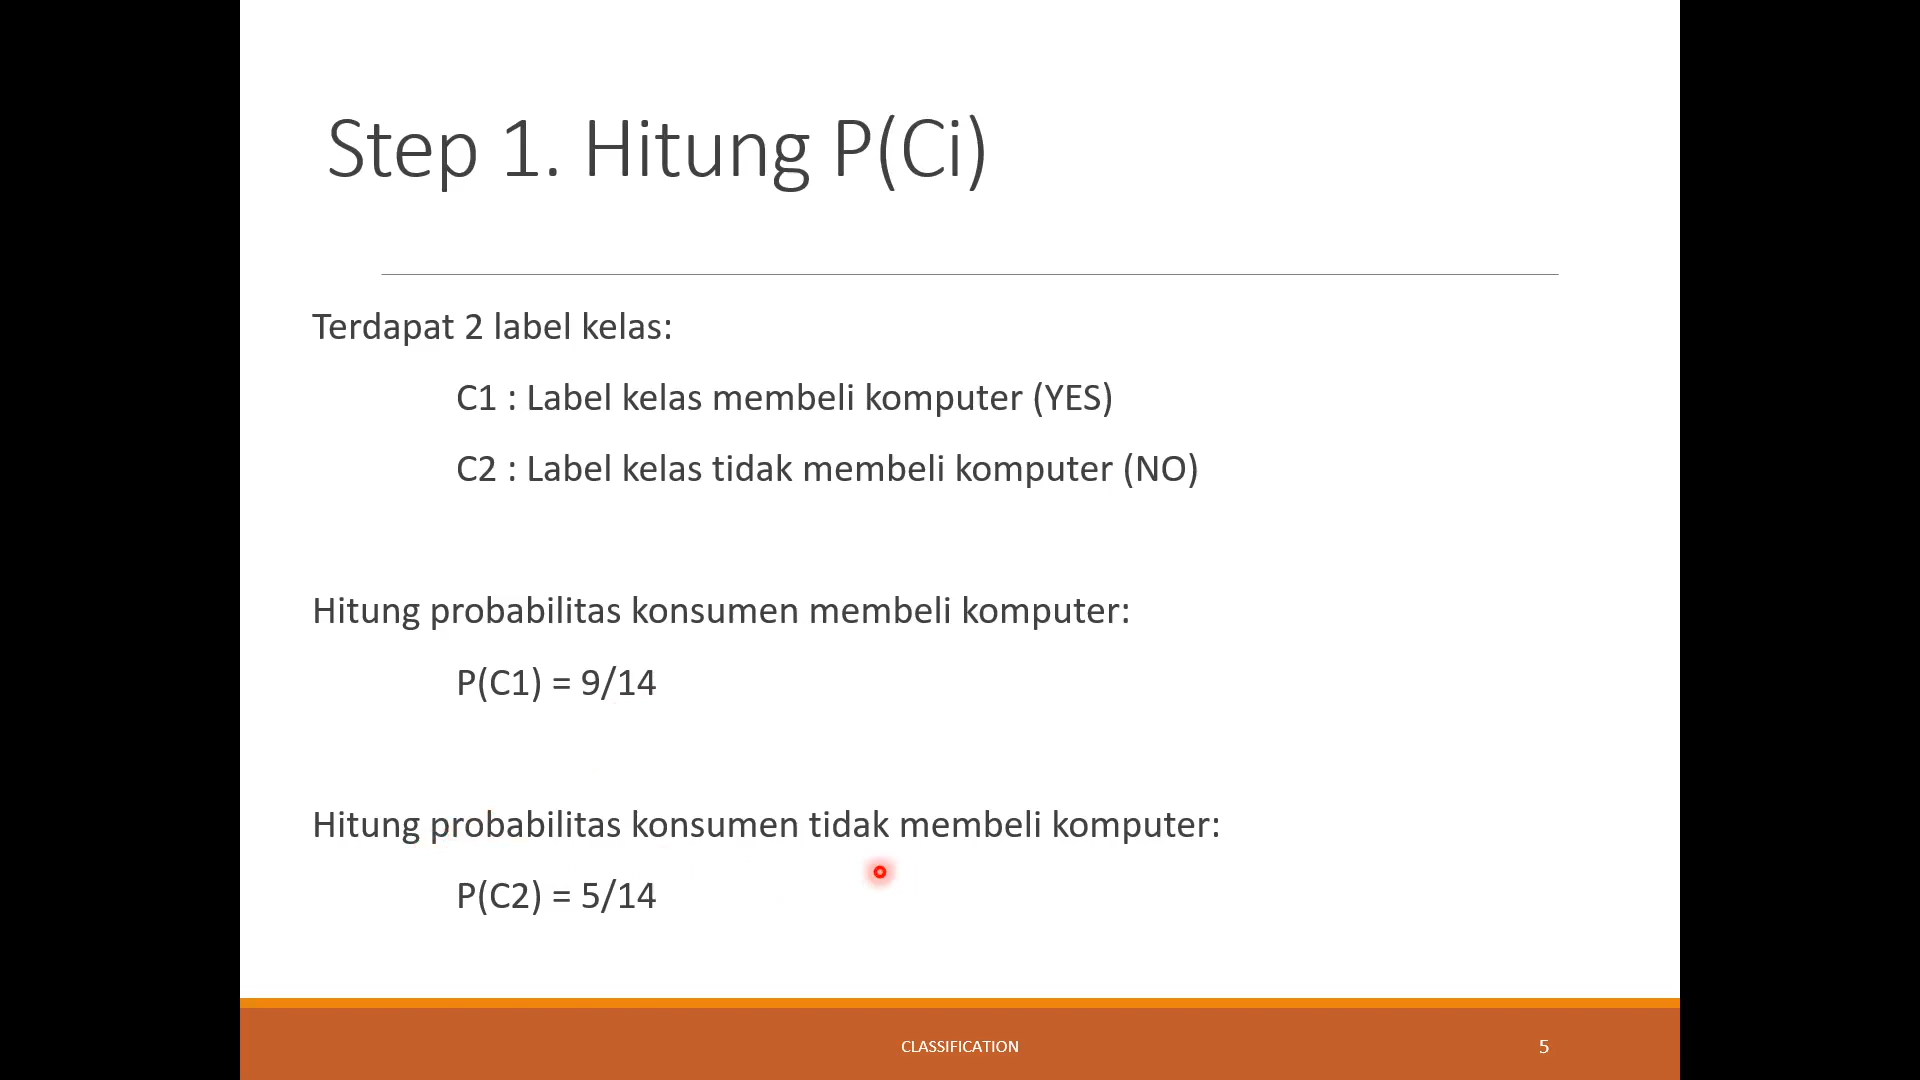 Step 1. Hitung P(Ci)
Terdapat 2 label kelas:
C1 : Label kelas membeli komputer (YES)
C2 : Label kelas tidak membeli komputer (NO)
Hitung probabilitas konsumen membeli komputer:
P(C1) = 9/14
Hitung probabilitas konsumen tidak membeli komputer:
P(C2) = 5/14
CLASSIFICATION
5